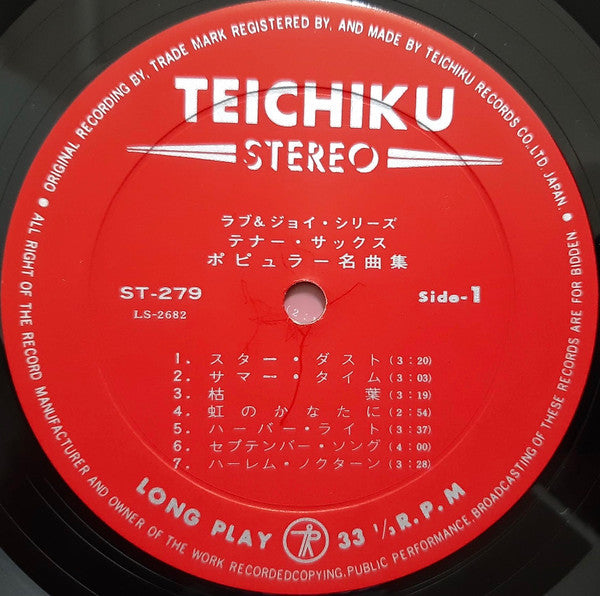 ● ORIGINAL RECORDING BY, TRADE MARK REGISTERED BY, AND MADE BY TEICHIKU RECORDS CO. LTD. JAPAN. ●
TEICHIKU
STEREO
ラブ&ジョイ・シリーズ
テナー・サックス
ポピュラー名曲集
ST-279
Side-1
LS-2682
1. スター・ダスト(3:20)
2. サマー・タイム(3:03)
3. 枯葉(3:19)
4. 虹のかなたに(2:54)
5. ハーバー・ライト(3:37)
6. セプテンバー・ソング(4:00)
7. ハーレム・ノクターン(3:28)
LONG PLAY 33 1/3 R.P.M
● ALL RIGHT OF THE RECORD MANUFACTURER AND OWNER OF THE WORK RECORDEDCOPYING, PUBLIC PERFORMANCE, BROADCASTING OF THESE RECORDS ARE FOR BIDDEN